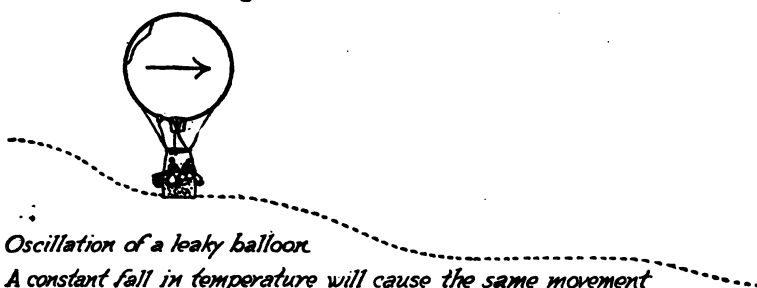 Oscillation of a leaky balloon
A constant fall in temperature will cause the same movement